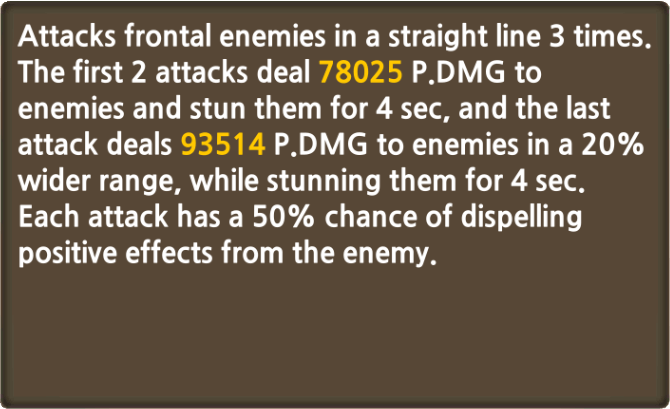 Attacks frontal enemies in a straight line 3 times.
The first 2 attacks deal 78025 P.DMG to
enemies and stun them for 4 sec, and the last
attack deals 93514 P.DMG to enemies in a 20%
wider range, while stunning them for 4 sec.
Each attack has a 50% chance of dispelling
positive effects from the enemy.